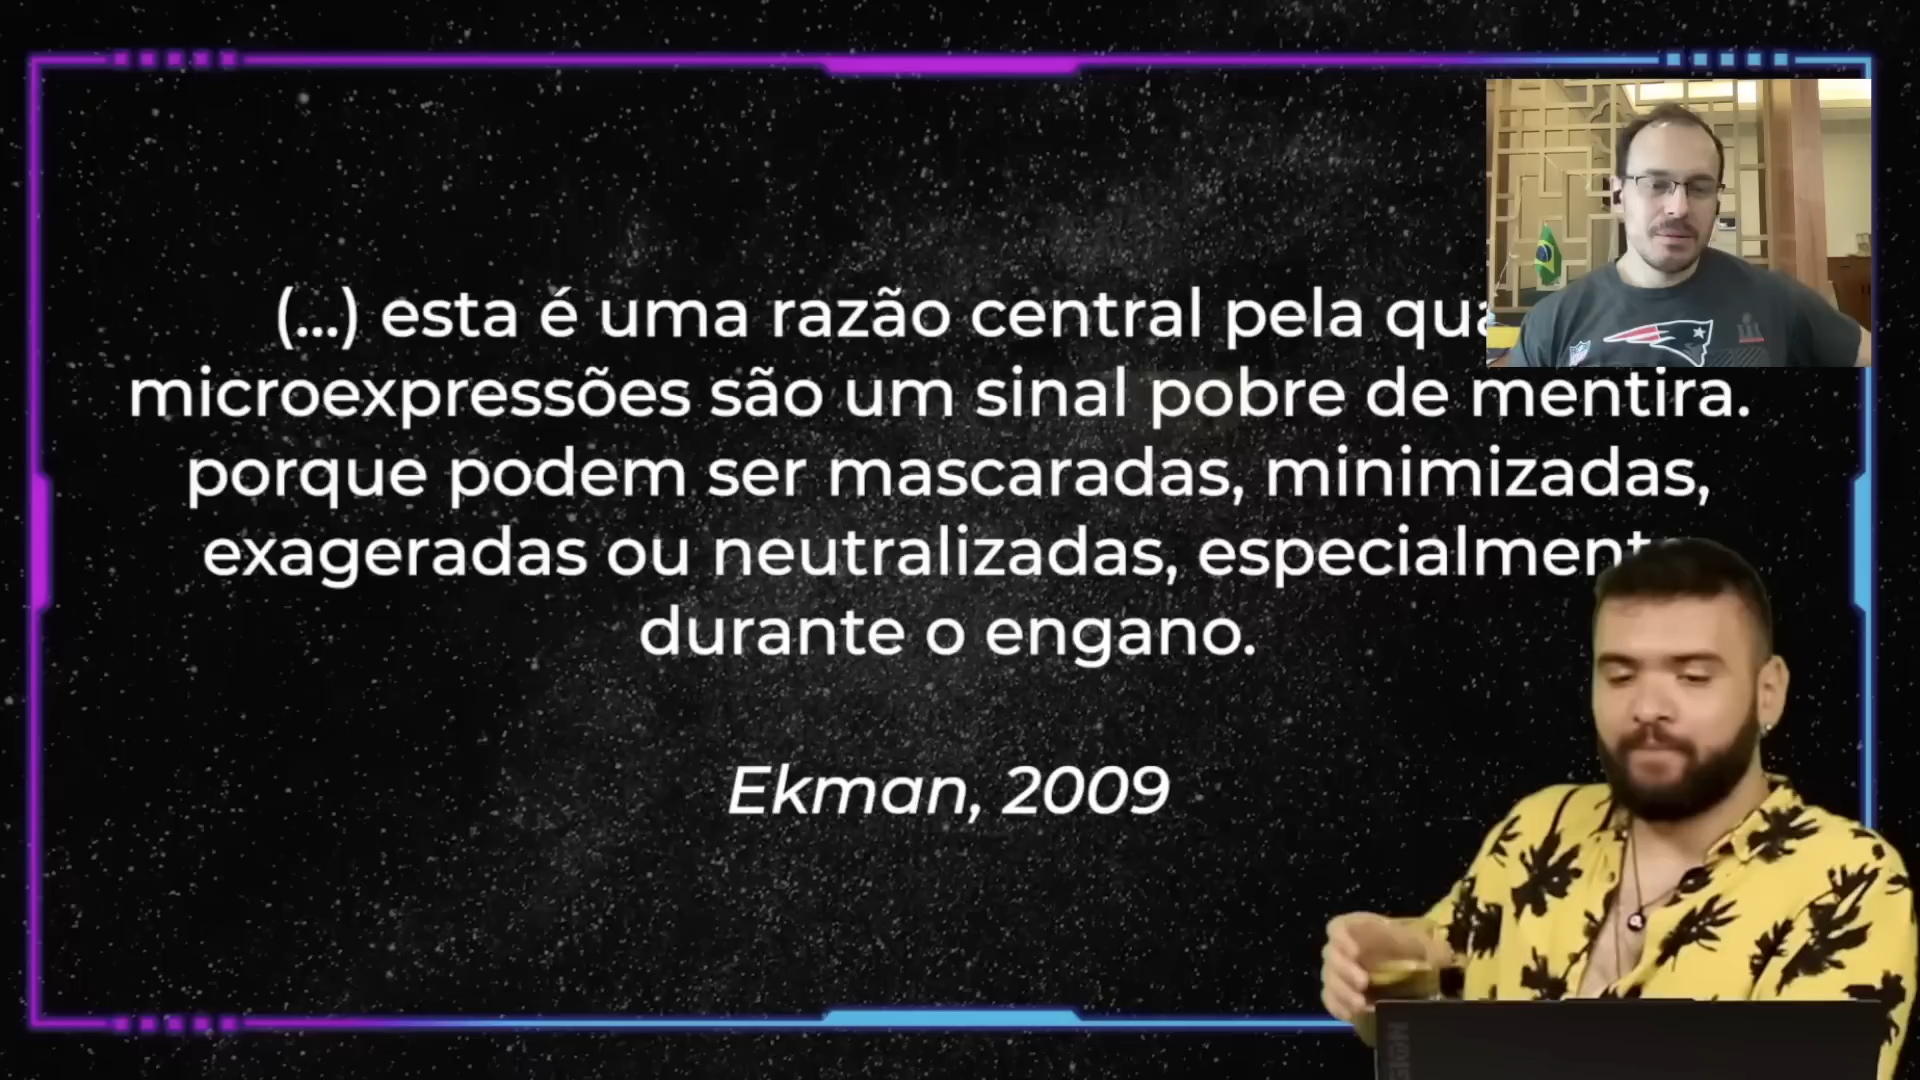 (...) esta é uma razão central pela
microexpressões são um sinal pobre de mentira.
porque podem ser mascaradas, minimizadas,
exageradas ou neutralizadas,
durante o engano.
Ekman, 2009